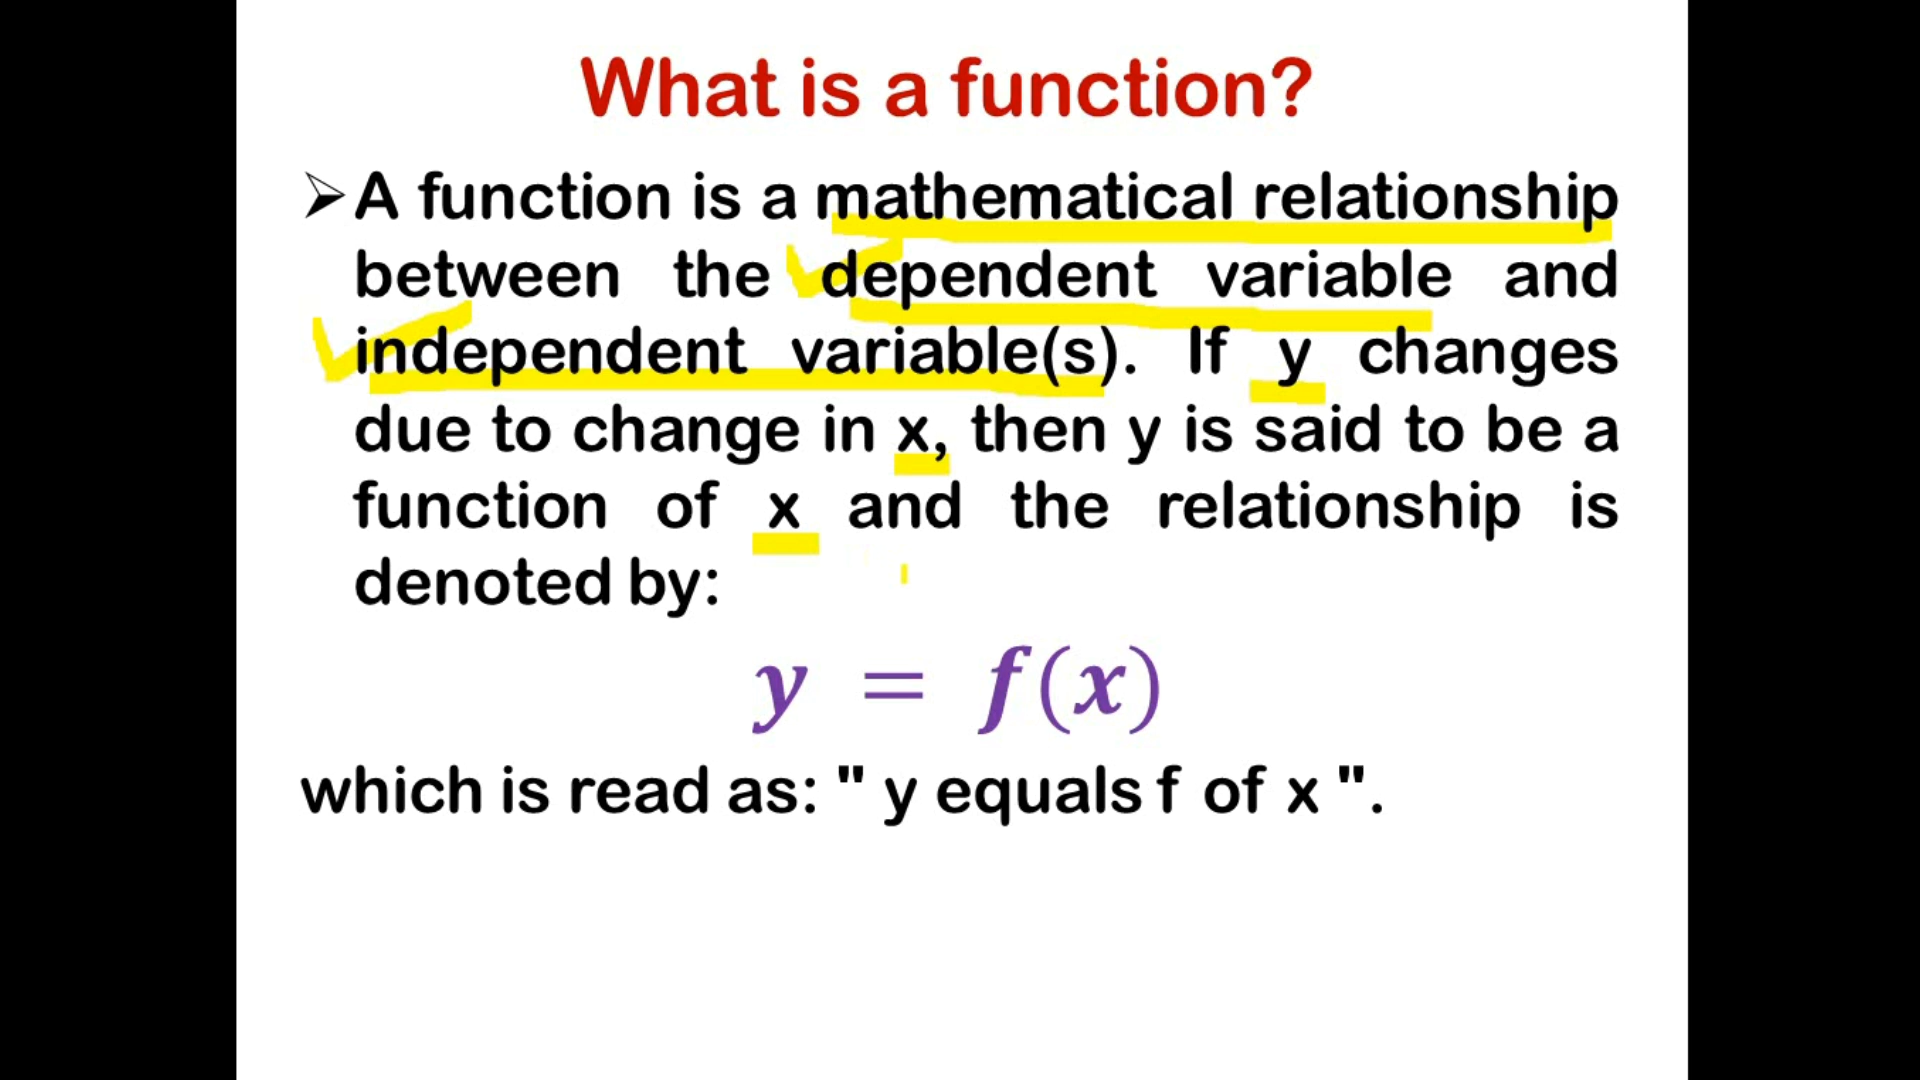 What is a function?
➢A function is a mathematical relationship
between the dependent variable and
independent variable(s). If y changes
due to change in x, then y is said to be a
function of x and the relationship is
denoted by:
y = f(x)
which is read as: " y equals f of x ".